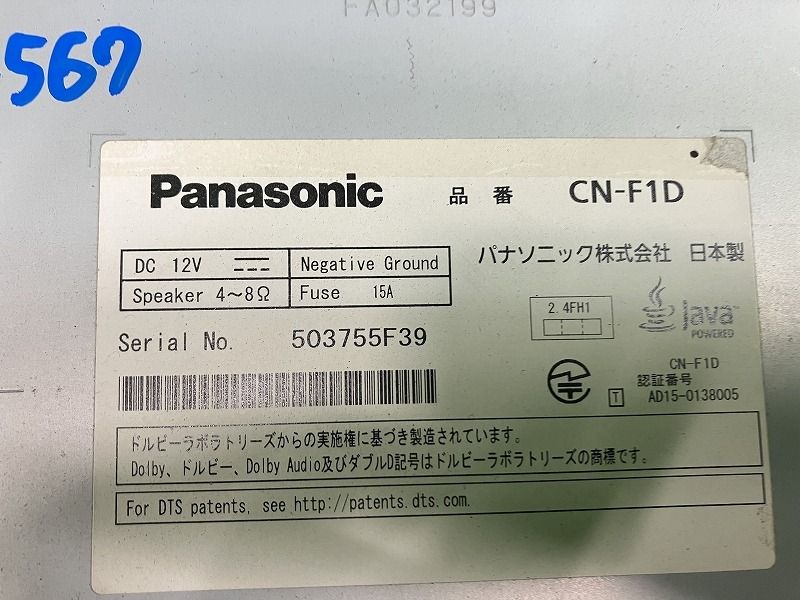 FA032199
567
Panasonic 品番 CN-F1D
DC 12V Negative Ground
パナソニック株式会社 日本製
Speaker 4～8Ω Fuse 15A
2.4FH1
Java
POWERED
Serial No. 503755F39
CN-F1D
認証番号
T AD15-0138005
ドルビーラボラトリーズからの実施権に基づき製造されています。
Dolby、ドルビー、Dolby Audio及びダブルD記号はドルビーラボラトリーズの商標です。
For DTS patents, see http://patents.dts.com.